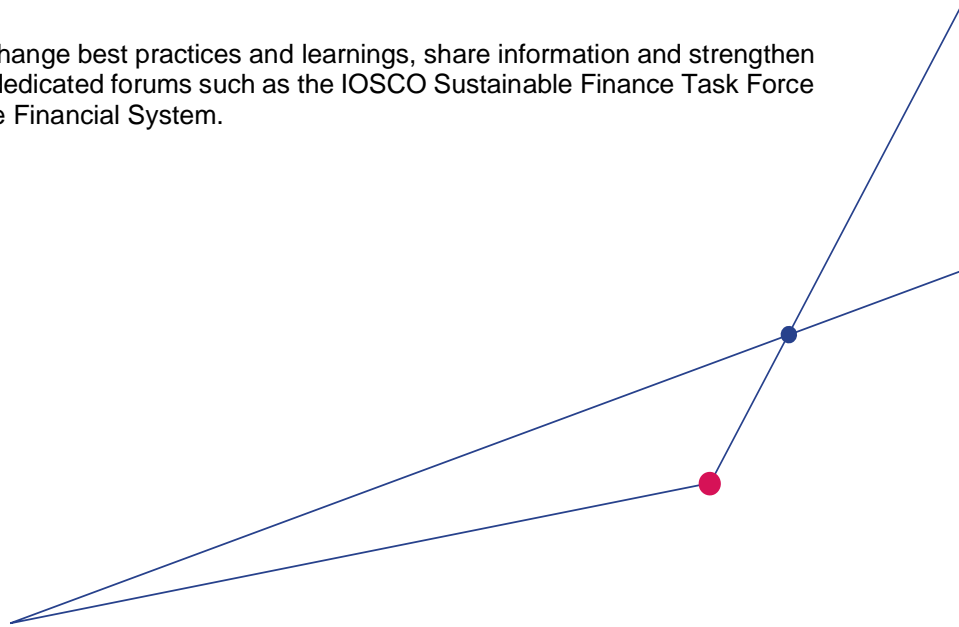 change best practices and learnings, share information and strengthen
dedicated forums such as the IOSCO Sustainable Finance Task Force
e Financial System.